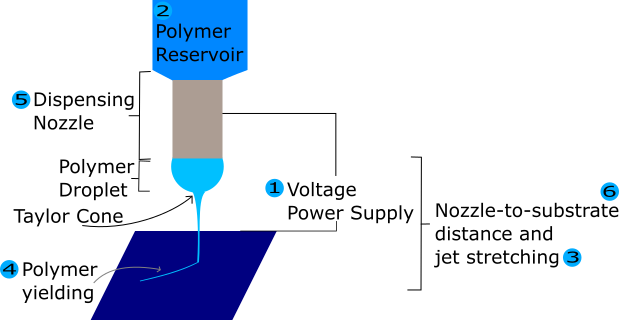 2
Polymer
Reservoir
5 Dispensing
Nozzle
Polymer
Droplet
Taylor Cone
1 Voltage
Power Supply
6
Nozzle-to-substrate
distance and
jet stretching 3
4 Polymer
yielding